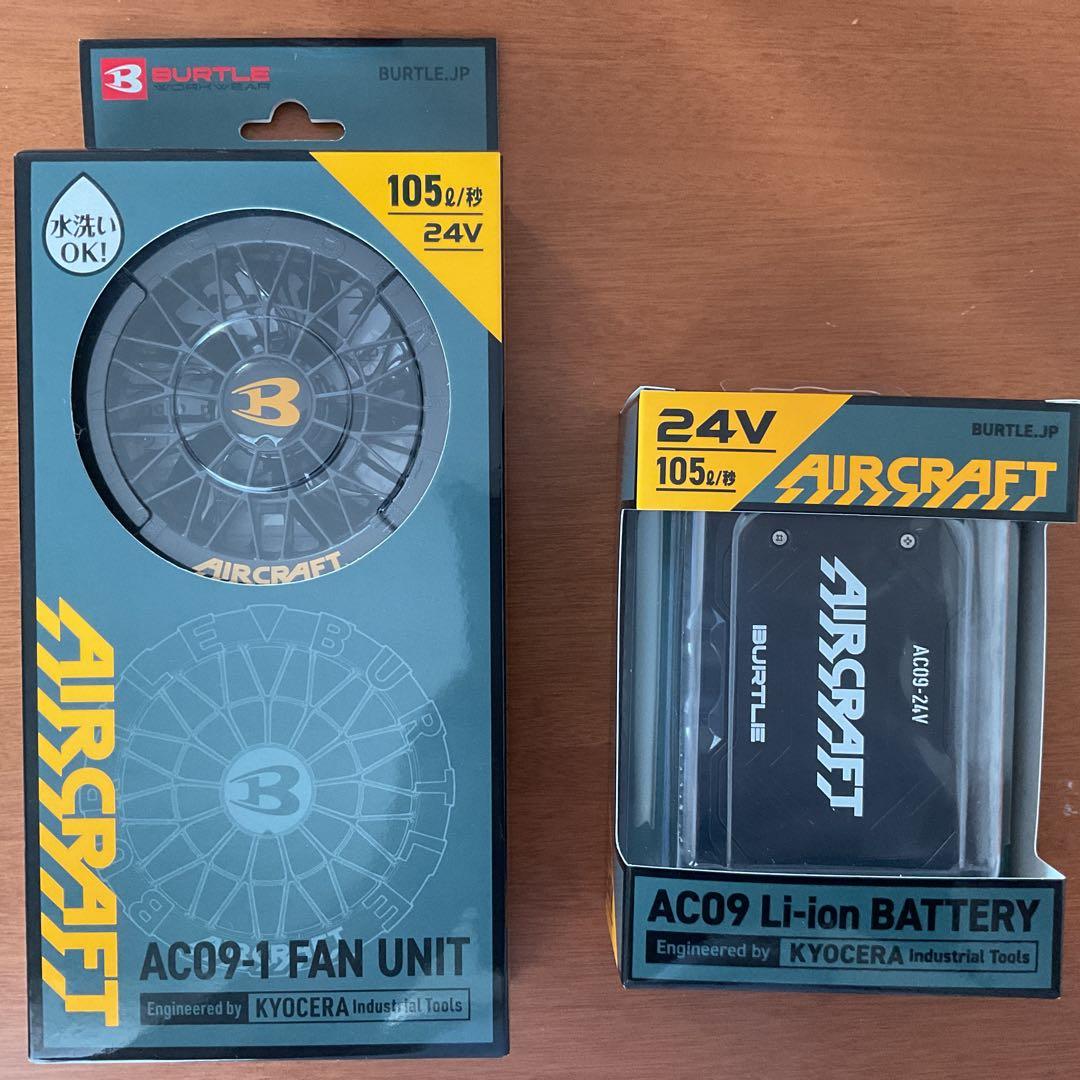 BURTLE
WORKWEAR
BURTLE.JP
水洗い
OK!
105ℓ/秒
24V
AIRCRAFT
AIRCRAFT
BURTLE
AC09-1 FAN UNIT
Engineered by KYOCERA Industrial Tools
24V
105ℓ/秒
BURTLE.JP
AIRCRAFT
AIRCRAFT
BURTLE
AC09-24V
AC09 Li-ion BATTERY
Engineered by KYOCERA Industrial Tools